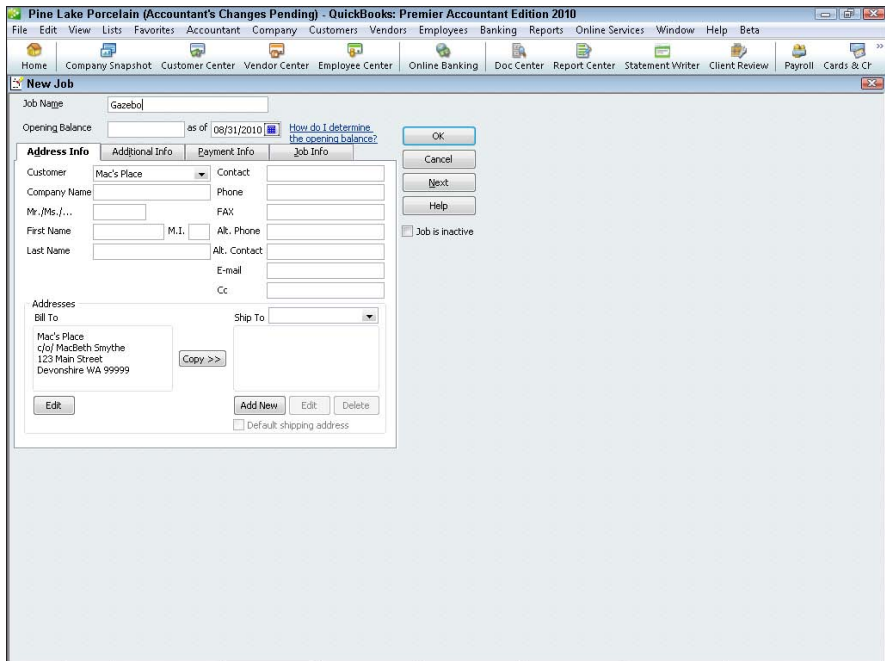 Pine Lake Porcelain (Accountant's Changes Pending) - QuickBooks: Premier Accountant Edition 2010
File Edit View Lists Favorites Accountant Company Customers Vendors Employees Banking Reports Online Services Window Help Beta
Home Company Snapshot Customer Center Vendor Center Employee Center Online Banking Doc Center Report Center Statement Writer Client Review Payroll Cards & Ch »
New Job
Job Name Gazebo
Opening Balance as of 08/31/2010 How do I determine
the opening balance?
OK
Address Info Additional Info Payment Info Job Info
Cancel
Customer Mac's Place Contact
Next
Company Name Phone
Help
Mr./Ms./... FAX
First Name M.I. Alt. Phone Job is inactive
Last Name Alt. Contact
E-mail
Cc
Addresses
Bill To Ship To
Mac's Place
c/o/ MacBeth Smythe
123 Main Street
Devonshire WA 99999
Copy >>
Edit Add New Edit Delete
Default shipping address